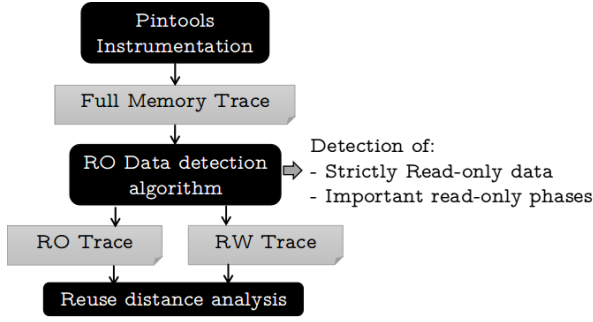 Pintools
Instrumentation
Full Memory Trace
RO Data detection
algorithm
Detection of:
- Strictly Read-only data
- Important read-only phases
RO Trace
RW Trace
Reuse distance analysis